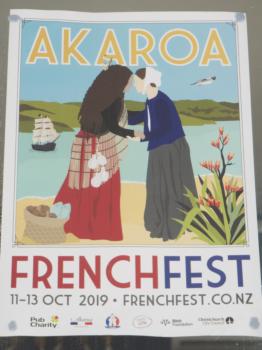 AKAROA
FRENCHFEST
11-13 OCT 2019 • FRENCHFEST.CO.NZ
Pub Charity
Christchurch City Council